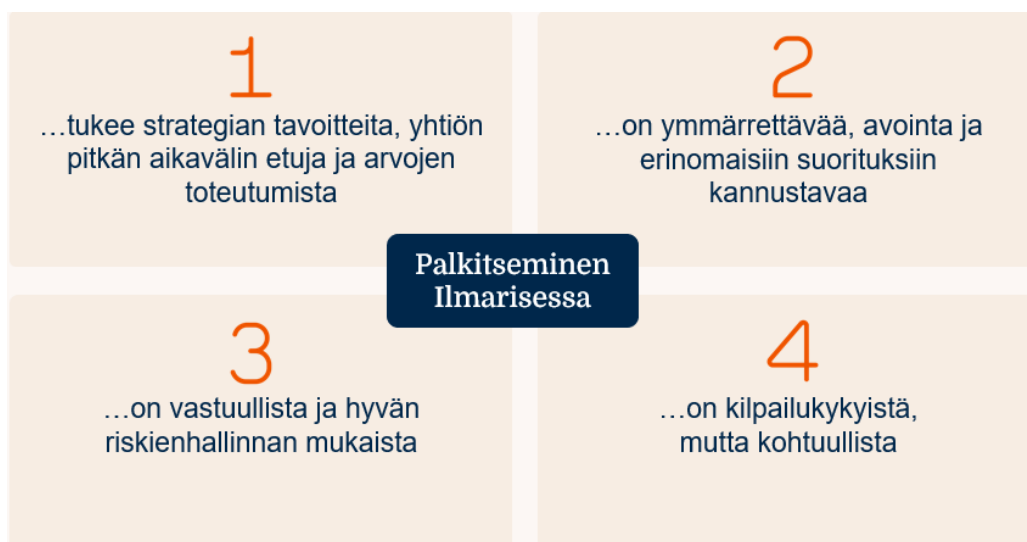 1
…tukee strategian tavoitteita, yhtiön
pitkän aikavälin etuja ja arvojen
toteutumista
2
…on ymmärrettävää, avointa ja
erinomaisiin suorituksiin
kannustavaa
Palkitseminen
Ilmarisessa
3
…on vastuullista ja hyvän
riskienhallinnan mukaista
4
…on kilpailukykyistä,
mutta kohtuullista